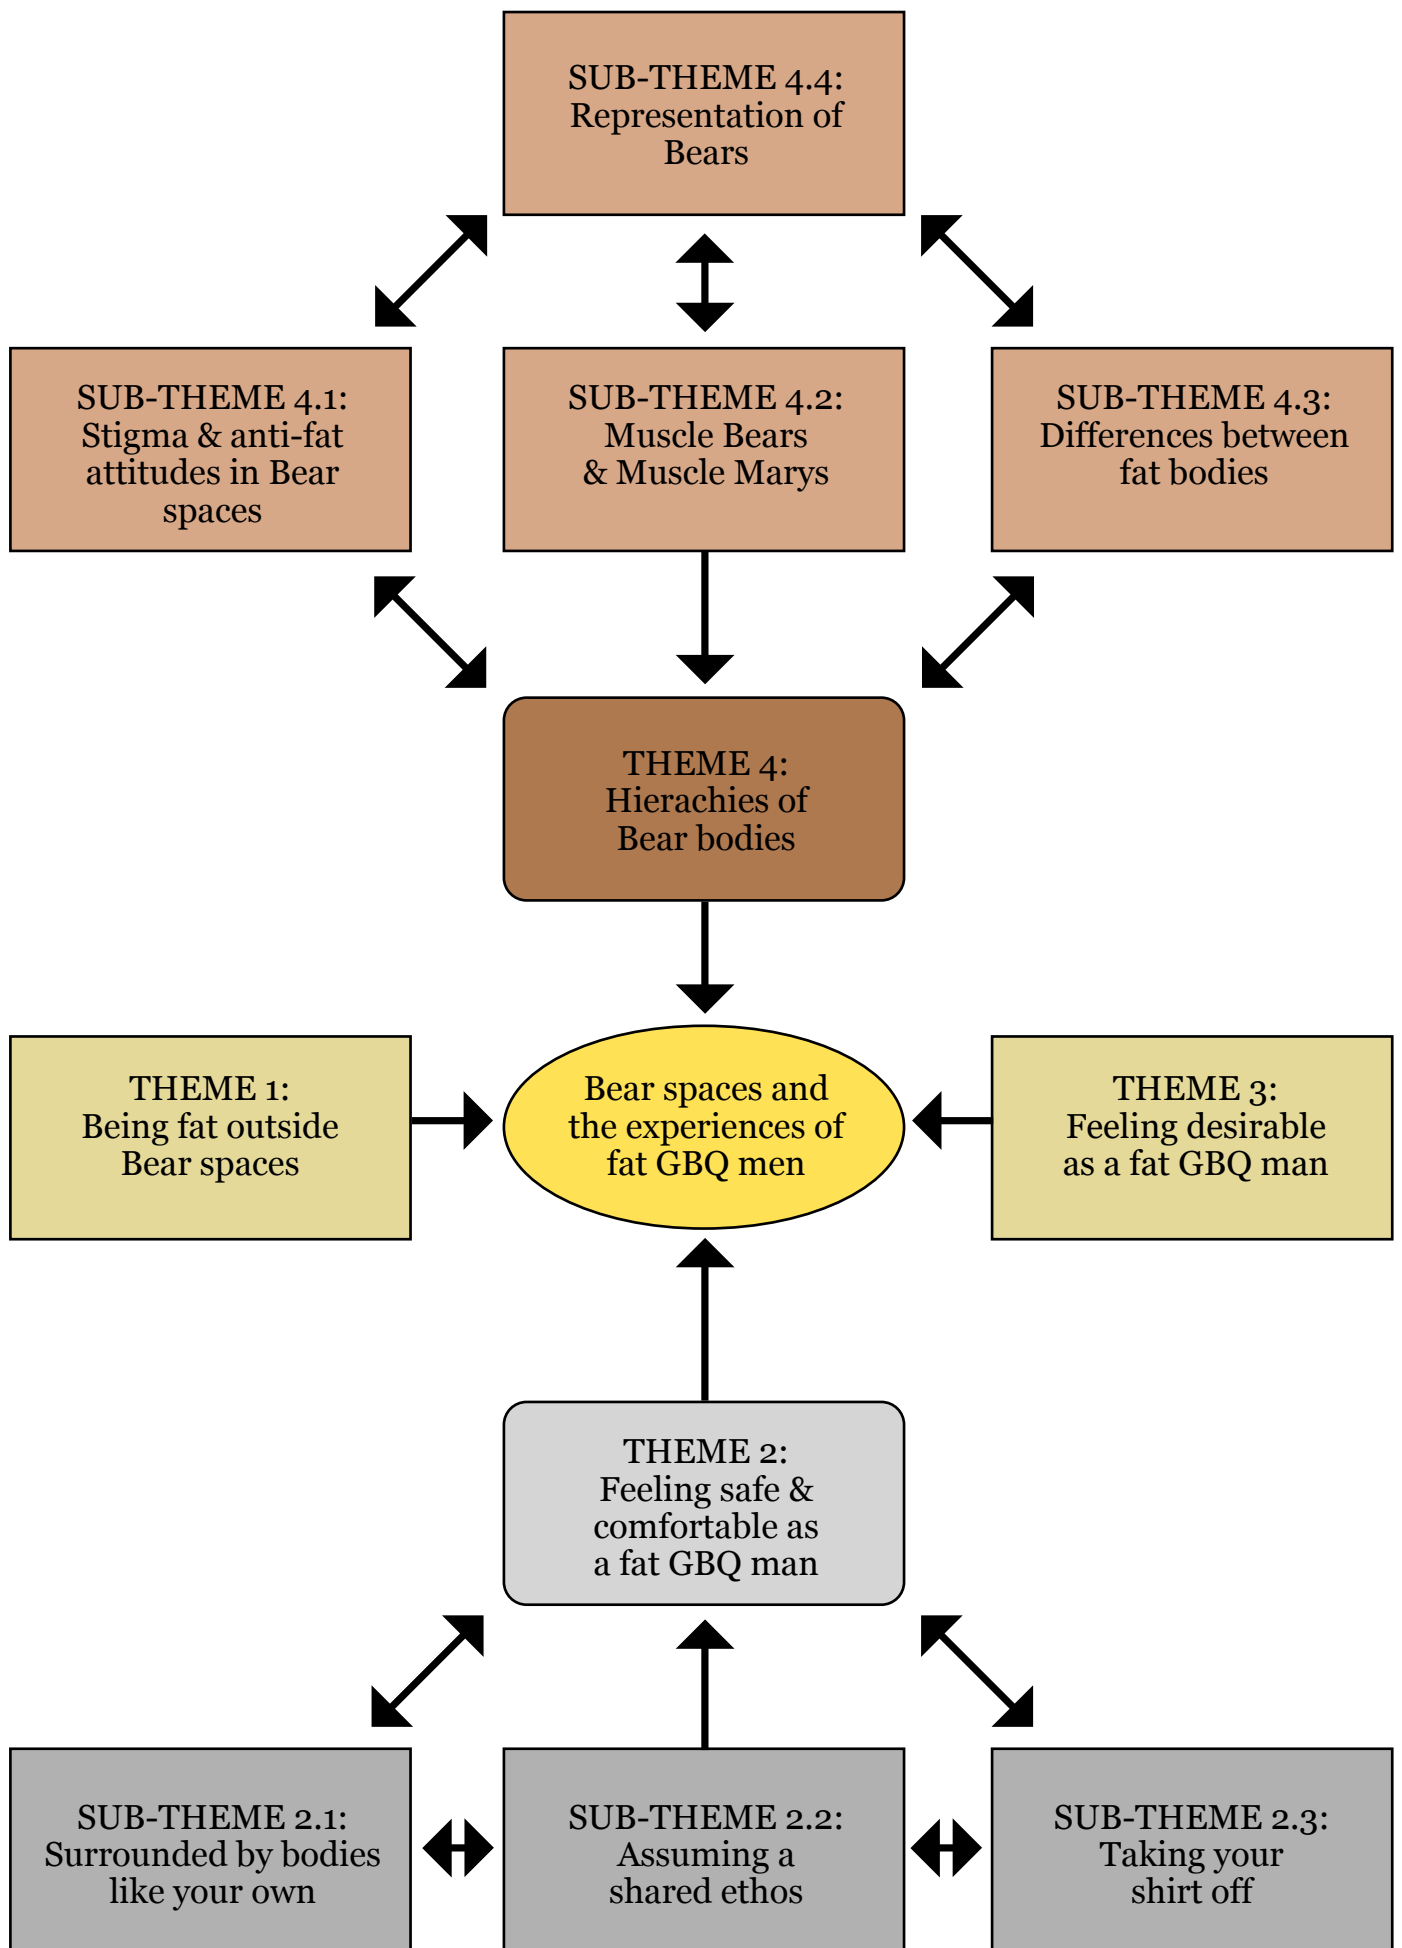 SUB-THEME 4.4:
Representation of
Bears
SUB-THEME 4.1:
Stigma & anti-fat
attitudes in Bear
spaces
SUB-THEME 4.2:
Muscle Bears
& Muscle Marys
SUB-THEME 4.3:
Differences between
fat bodies
THEME 4:
Hierachies of
Bear bodies
THEME 1:
Being fat outside
Bear spaces
Bear spaces and
the experiences of
fat GBQ men
THEME 3:
Feeling desirable
as a fat GBQ man
THEME 2:
Feeling safe &
comfortable as
a fat GBQ man
SUB-THEME 2.1:
Surrounded by bodies
like your own
SUB-THEME 2.2:
Assuming a
shared ethos
SUB-THEME 2.3:
Taking your
shirt off